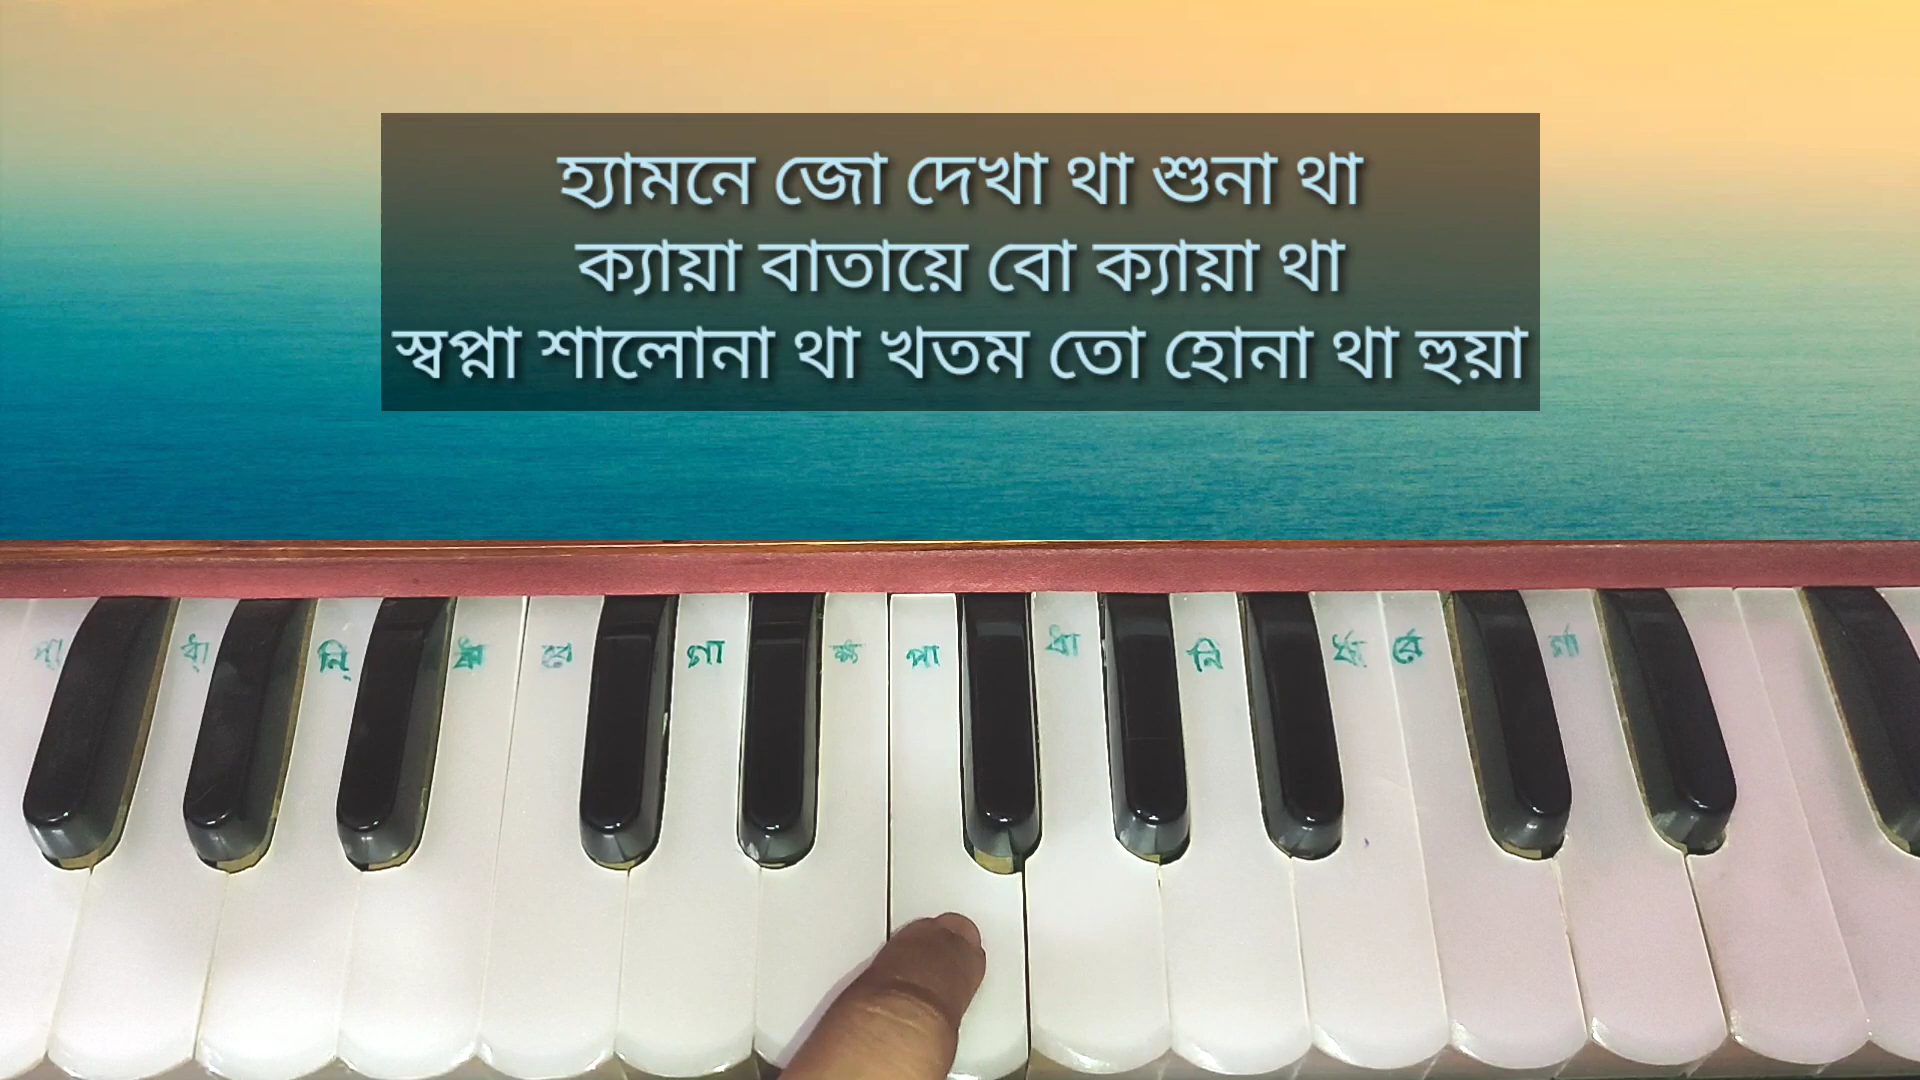 হ্যামনে জো দেখা থা শুনা থা
ক্যায়া বাতায়ে বো ক্যায়া থা
স্বপ্না শালোনা থা খতম তো হোনা থা হুয়া
পা্ ধা্ নি্ সা রে গা ম পা ধা নি র্সা র্রে র্গা